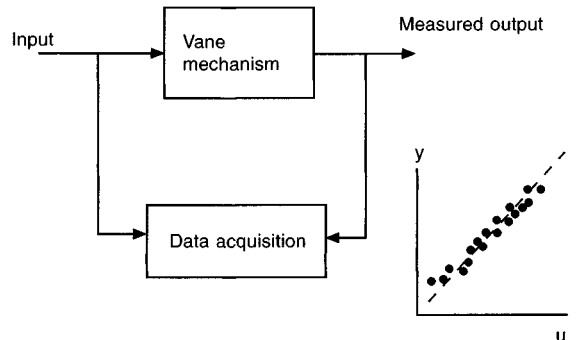 Input
Vane
mechanism
Measured output
Data acquisition
y
u